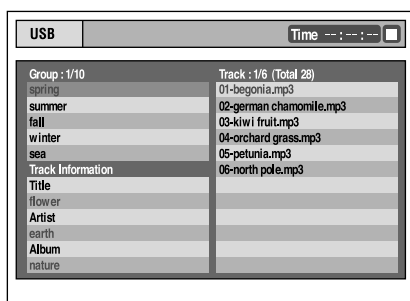 USB
Time --:--:--
Group : 1/10
spring
summer
fall
winter
sea
Track Information
Title
flower
Artist
earth
Album
nature
Track : 1/6 (Total 28)
01-begonia.mp3
02-german chamomile.mp3
03-kiwi fruit.mp3
04-orchard grass.mp3
05-petunia.mp3
06-north pole.mp3